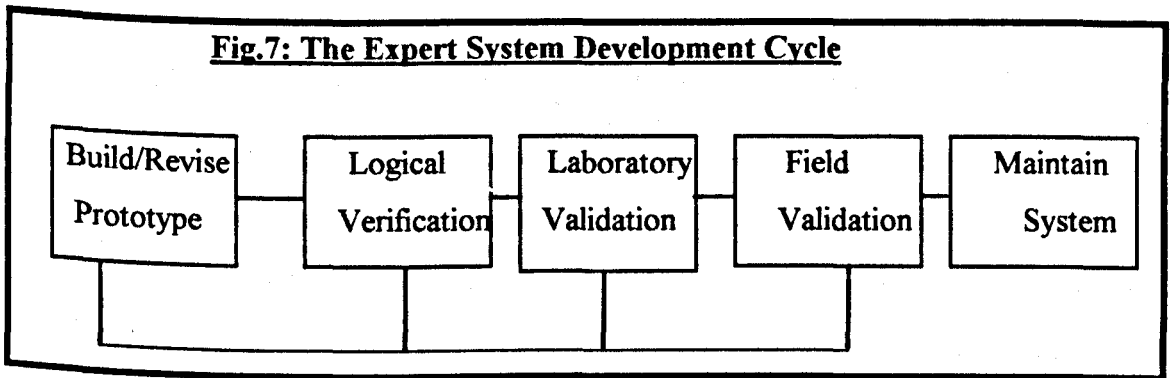 Fig.7: The Expert System Development Cycle
Build/Revise
Prototype
Logical
Verification
Laboratory
Validation
Field
Validation
Maintain
System